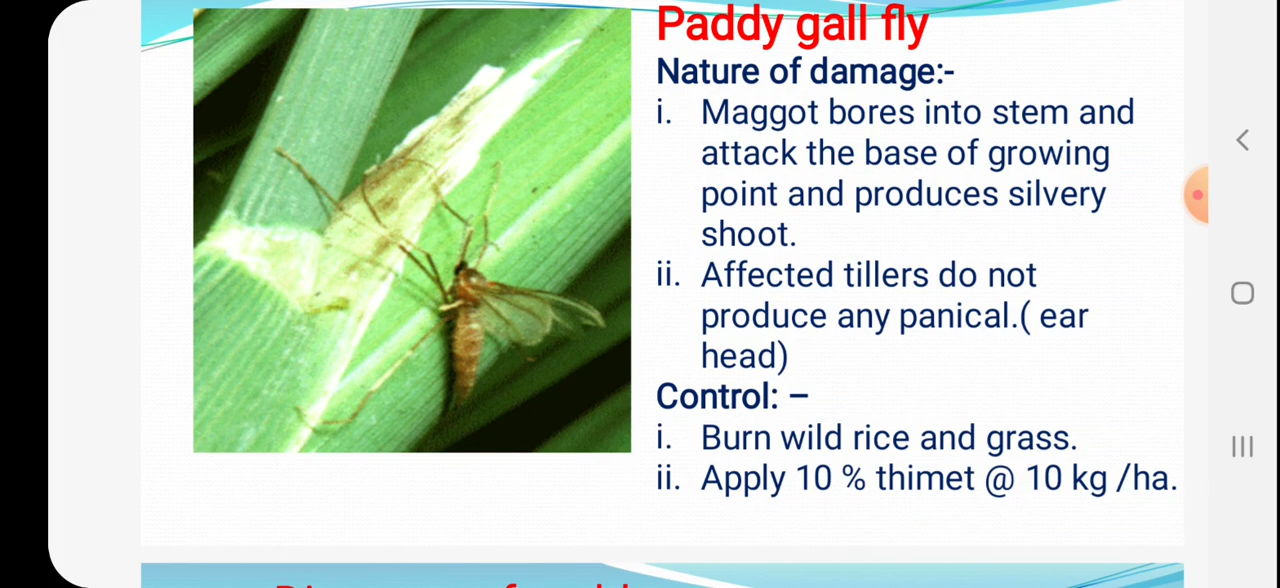 Paddy gall fly
Nature of damage:-
i. Maggot bores into stem and
attack the base of growing
point and produces silvery
shoot.
ii. Affected tillers do not
produce any panical.( ear
head)
Control: –
i. Burn wild rice and grass.
ii. Apply 10 % thimet @ 10 kg /ha.